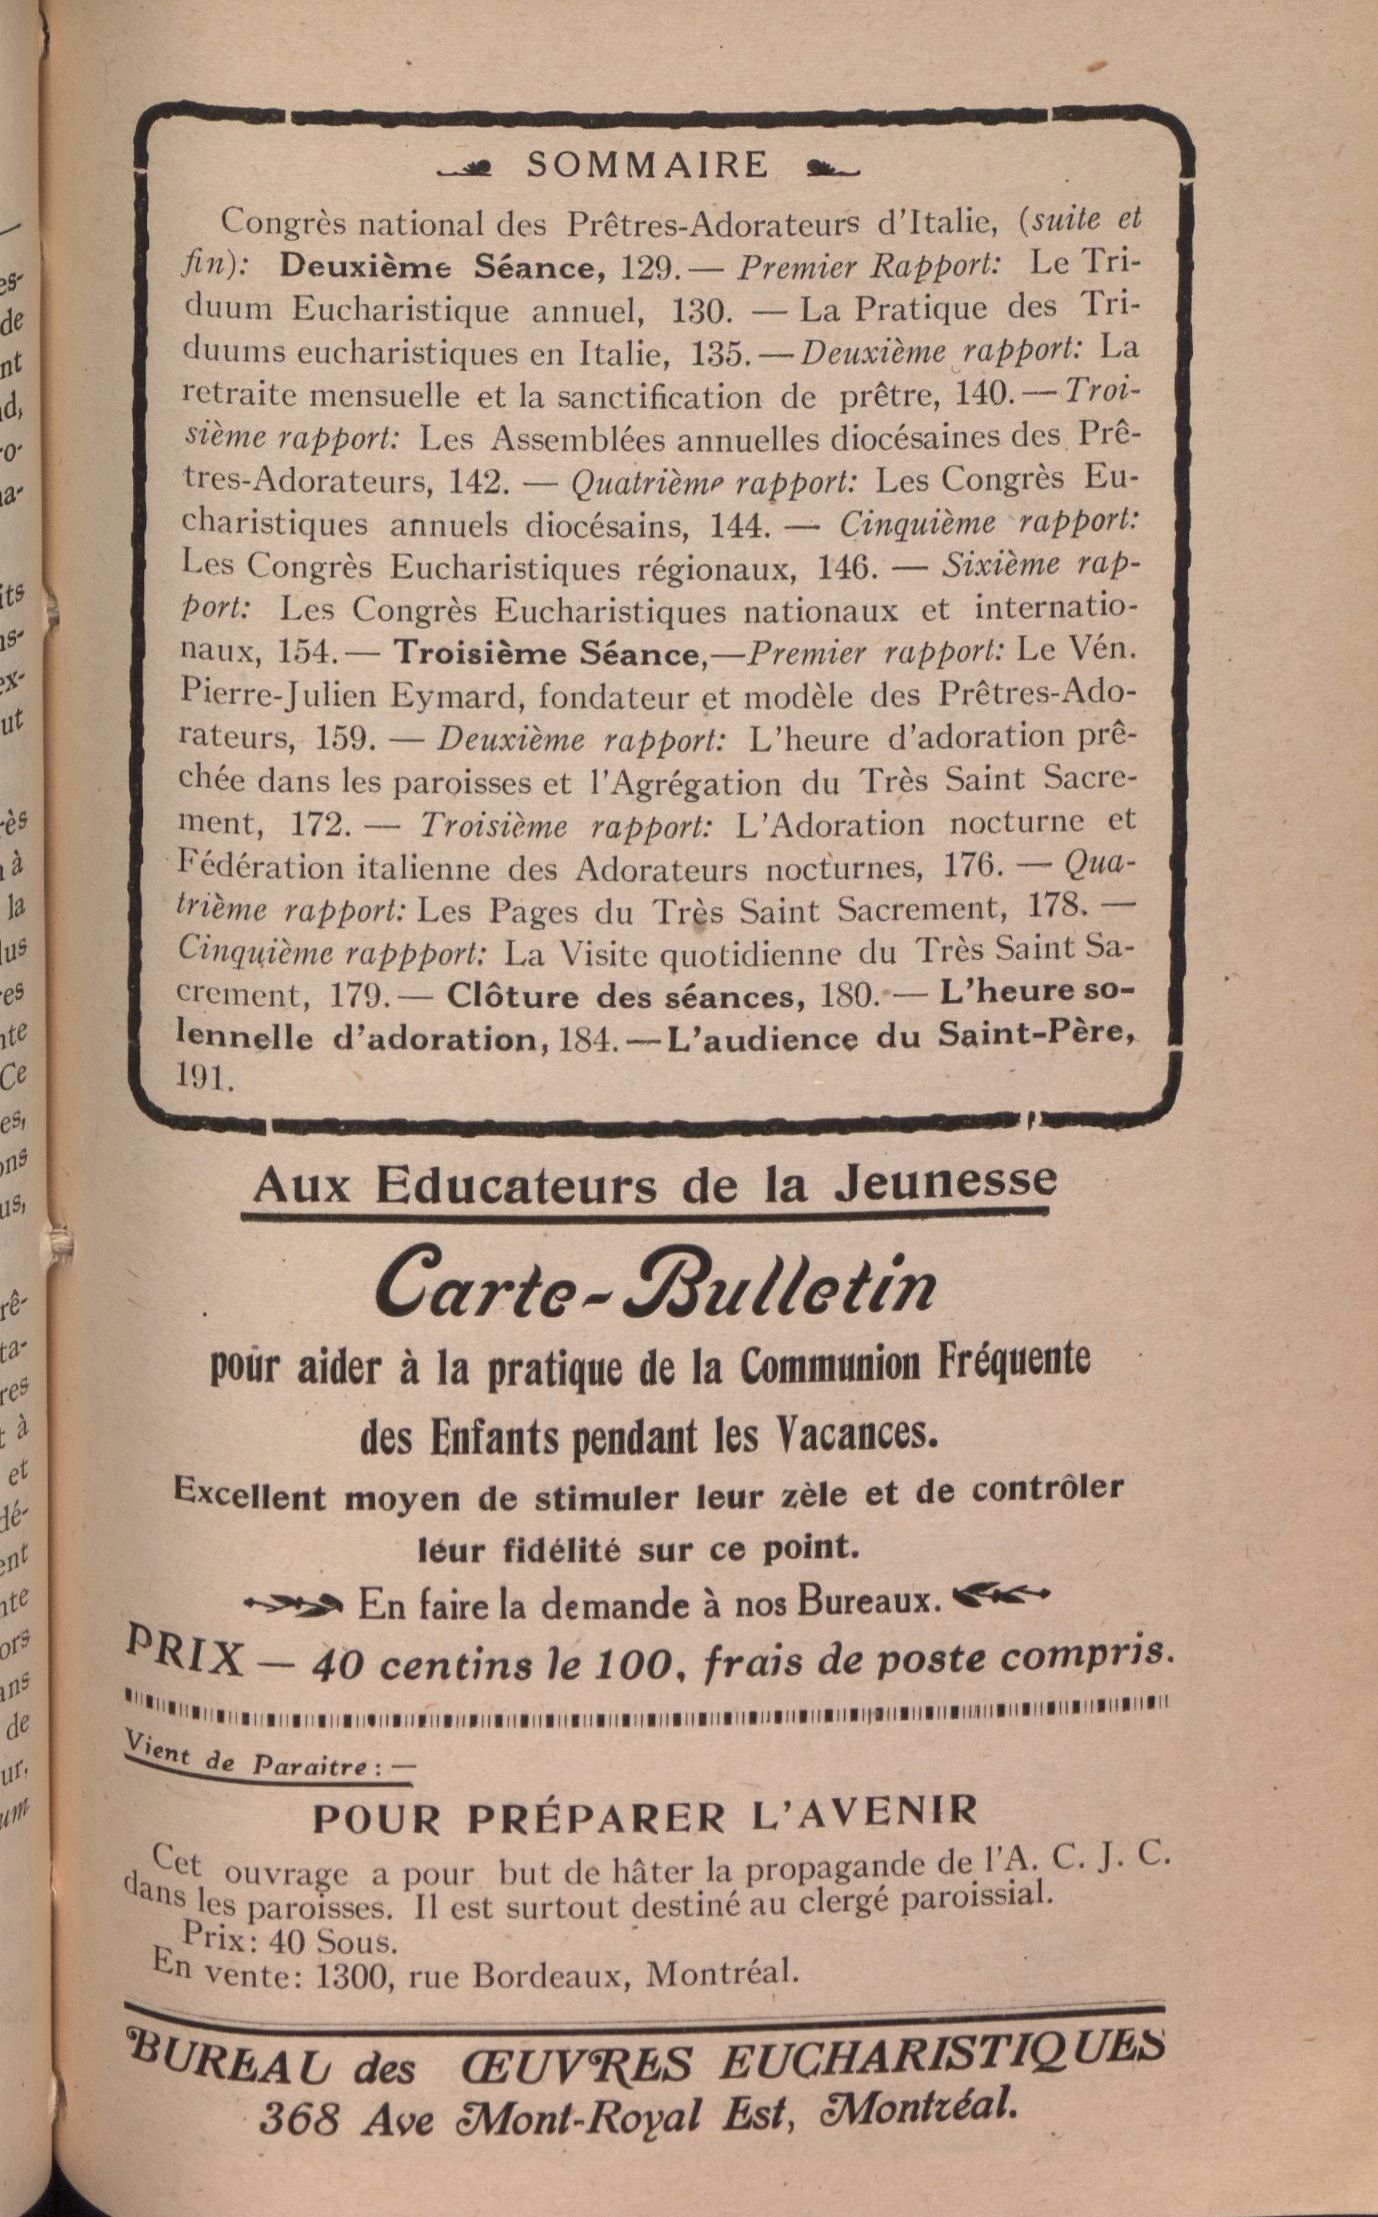 SOMMAIRE
Congrès national des Prêtres-Adorateurs d'Italie, (suite et
fin): Deuxième Séance, 129.— Premier Rapport: Le Tri-
duum Eucharistique annuel, 130. — La Pratique des Tri-
duums eucharistiques en Italie, 135.—Deuxième rapport: La
retraite mensuelle et la sanctification de prêtre, 140.— Troi-
sième rapport: Les Assemblées annuelles diocésaines des Prê-
tres-Adorateurs, 142. — Quatrième rapport: Les Congrès Eu-
charistiques annuels diocésains, 144. — Cinquième rapport:
Les Congrès Eucharistiques régionaux, 146. — Sixième rap-
port: Les Congrès Eucharistiques nationaux et internatio-
naux, 154.— Troisième Séance,—Premier rapport: Le Vén.
Pierre-Julien Eymard, fondateur et modèle des Prêtres-Ado-
rateurs, 159. — Deuxième rapport: L'heure d'adoration prê-
chée dans les paroisses et l'Agrégation du Très Saint Sacre-
ment, 172. — Troisième rapport: L'Adoration nocturne et
Fédération italienne des Adorateurs nocturnes, 176. — Qua-
trième rapport: Les Pages du Très Saint Sacrement, 178. —
Cinquième rappport: La Visite quotidienne du Très Saint Sa-
crement, 179.— Clôture des séances, 180.— L'heure so-
lennelle d'adoration, 184.—L'audience du Saint-Père,
191.
Aux Educateurs de la Jeunesse
Carte-Bulletin
pour aider à la pratique de la Communion Fréquente
des Enfants pendant les Vacances.
Excellent moyen de stimuler leur zèle et de contrôler
leur fidélité sur ce point.
En faire la demande à nos Bureaux.
PRIX — 40 centins le 100, frais de poste compris.
Vient de Paraitre: —
POUR PRÉPARER L'AVENIR
Cet ouvrage a pour but de hâter la propagande de l'A. C. J. C.
dans les paroisses. Il est surtout destiné au clergé paroissial.
Prix: 40 Sous.
En vente: 1300, rue Bordeaux, Montréal.
BUREAU des ŒUVRES EUCHARISTIQUES
368 Ave Mont-Royal Est, Montréal.